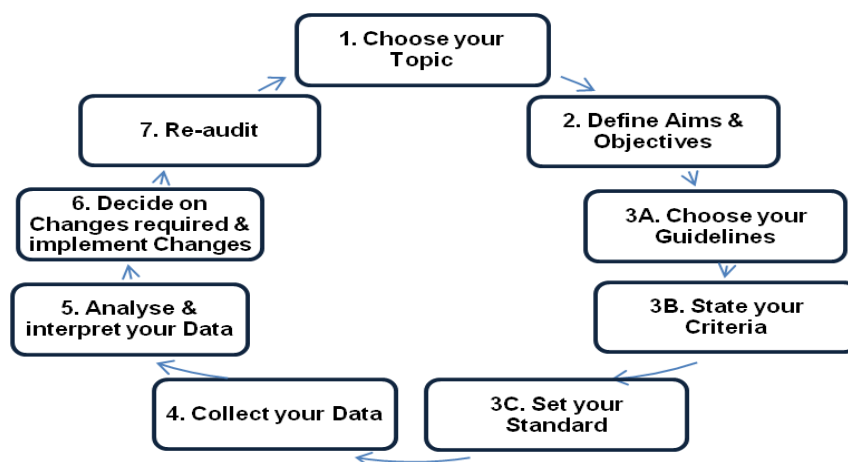 1. Choose your
Topic
2. Define Aims &
Objectives
3A. Choose your
Guidelines
3B. State your
Criteria
3C. Set your
Standard
4. Collect your Data
5. Analyse &
interpret your Data
6. Decide on
Changes required &
implement Changes
7. Re-audit